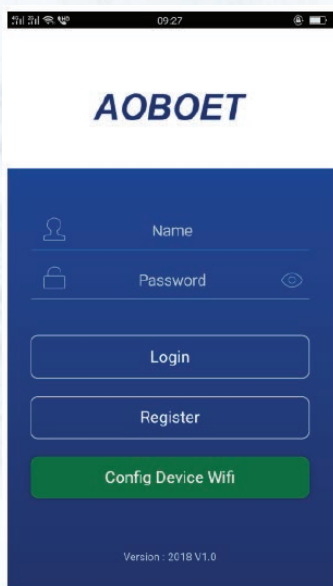 09:27
AOBOET
Name
Password
Login
Register
Config Device Wifi
Version : 2018 V1.0